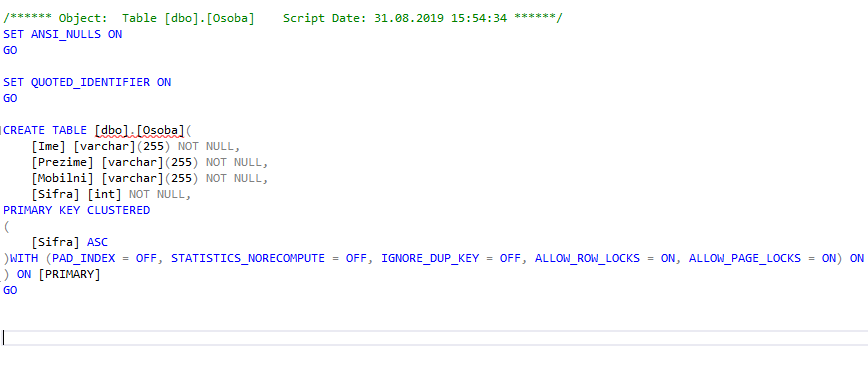 /****** Object:  Table [dbo].[Osoba]    Script Date: 31.08.2019 15:54:34 ******/
SET ANSI_NULLS ON
GO
SET QUOTED_IDENTIFIER ON
GO
CREATE TABLE [dbo].[Osoba](
    [Ime] [varchar](255) NOT NULL,
    [Prezime] [varchar](255) NOT NULL,
    [Mobilni] [varchar](255) NOT NULL,
    [Sifra] [int] NOT NULL,
PRIMARY KEY CLUSTERED
(
    [Sifra] ASC
)WITH (PAD_INDEX = OFF, STATISTICS_NORECOMPUTE = OFF, IGNORE_DUP_KEY = OFF, ALLOW_ROW_LOCKS = ON, ALLOW_PAGE_LOCKS = ON) ON
) ON [PRIMARY]
GO